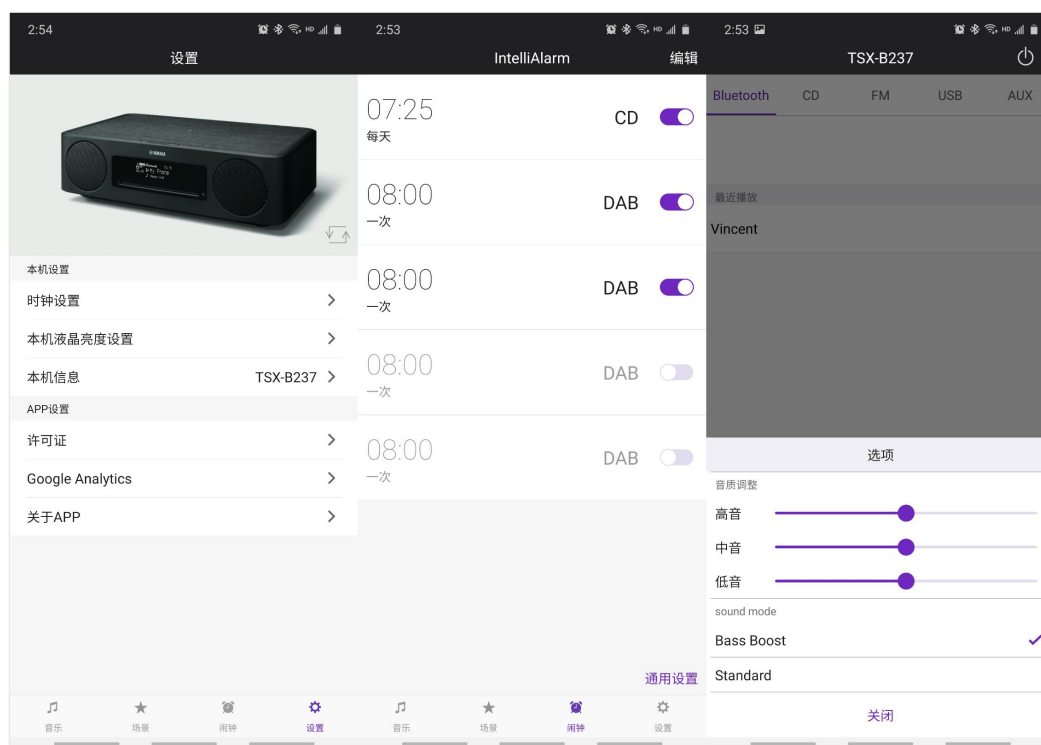 2:54
HD
设置
YAMAHA
本机设置
时钟设置
本机液晶亮度设置
本机信息 TSX-B237
APP设置
许可证
Google Analytics
关于APP
音乐 场景 闹钟 设置
2:53
HD
IntelliAlarm 编辑
07:25 CD
每天
08:00 DAB
一次
08:00 DAB
一次
08:00 DAB
一次
08:00 DAB
一次
通用设置
音乐 场景 闹钟 设置
2:53
HD
TSX-B237
Bluetooth CD FM USB AUX
最近播放
Vincent
选项
音质调整
高音
中音
低音
sound mode
Bass Boost
Standard
关闭